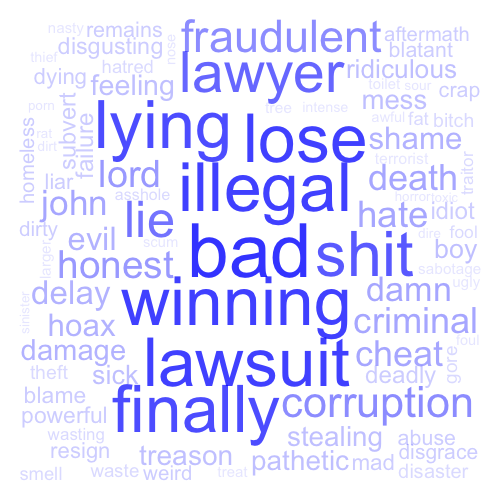 nasty remains fraudulent aftermath
thief disgusting nose blatant
hatred lawyer ridiculous
dying feeling toilet sour crap
porn lying tree intense mess
homeless subvert failure lose awful fat bitch
rat shame
dirt terrorist traitor
liar lord illegal death
asshole horror toxic
john lie hate idiot
dirty scum dire fool
evil bad shit boy
larger honest sabotage
ugly
delay winning damn
sinister hoax criminal
foul
damage lawsuit cheat gore
theft sick deadly
blame finally corruption
powerful
wasting stealing abuse
resign treason pathetic mad disgrace
smell waste weird treat disaster